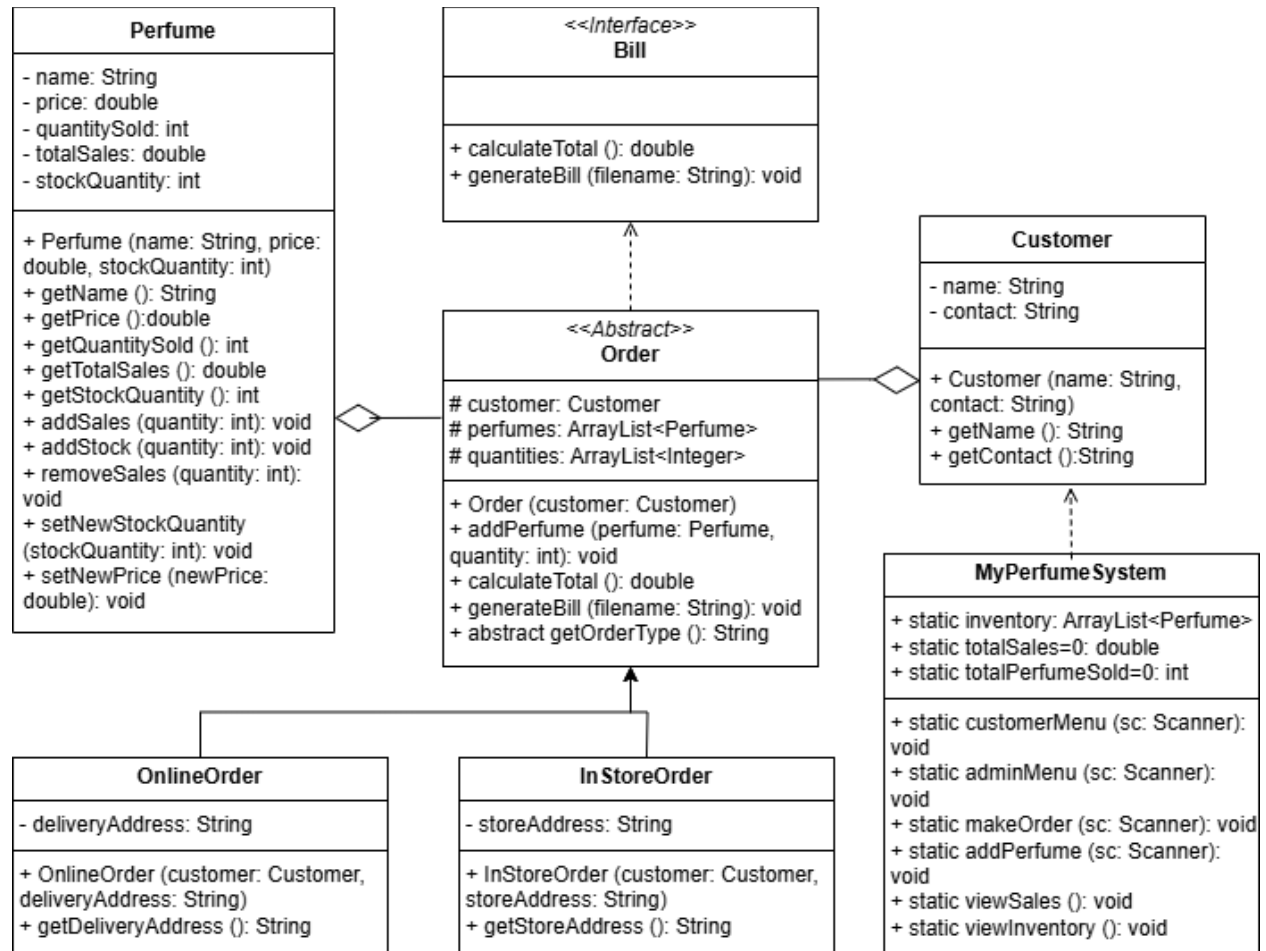 Perfume
- name: String
- price: double
- quantitySold: int
- totalSales: double
- stockQuantity: int
+ Perfume (name: String, price:
double, stockQuantity: int)
+ getName (): String
+ getPrice ():double
+ getQuantitySold (): int
+ getTotalSales (): double
+ getStockQuantity (): int
+ addSales (quantity: int): void
+ addStock (quantity: int): void
+ removeSales (quantity: int):
void
+ setNewStockQuantity
(stockQuantity: int): void
+ setNewPrice (newPrice:
double): void
<<Interface>>
Bill
+ calculateTotal (): double
+ generateBill (filename: String): void
<<Abstract>>
Order
# customer: Customer
# perfumes: ArrayList<Perfume>
# quantities: ArrayList<Integer>
+ Order (customer: Customer)
+ addPerfume (perfume: Perfume,
quantity: int): void
+ calculateTotal (): double
+ generateBill (filename: String): void
+ abstract getOrderType (): String
Customer
- name: String
- contact: String
+ Customer (name: String,
contact: String)
+ getName (): String
+ getContact ():String
OnlineOrder
- deliveryAddress: String
+ OnlineOrder (customer: Customer,
deliveryAddress: String)
+ getDeliveryAddress (): String
InStoreOrder
- storeAddress: String
+ InStoreOrder (customer: Customer,
storeAddress: String)
+ getStoreAddress (): String
MyPerfumeSystem
+ static inventory: ArrayList<Perfume>
+ static totalSales=0: double
+ static totalPerfumeSold=0: int
+ static customerMenu (sc: Scanner):
void
+ static adminMenu (sc: Scanner):
void
+ static makeOrder (sc: Scanner): void
+ static addPerfume (sc: Scanner):
void
+ static viewSales (): void
+ static viewInventory (): void